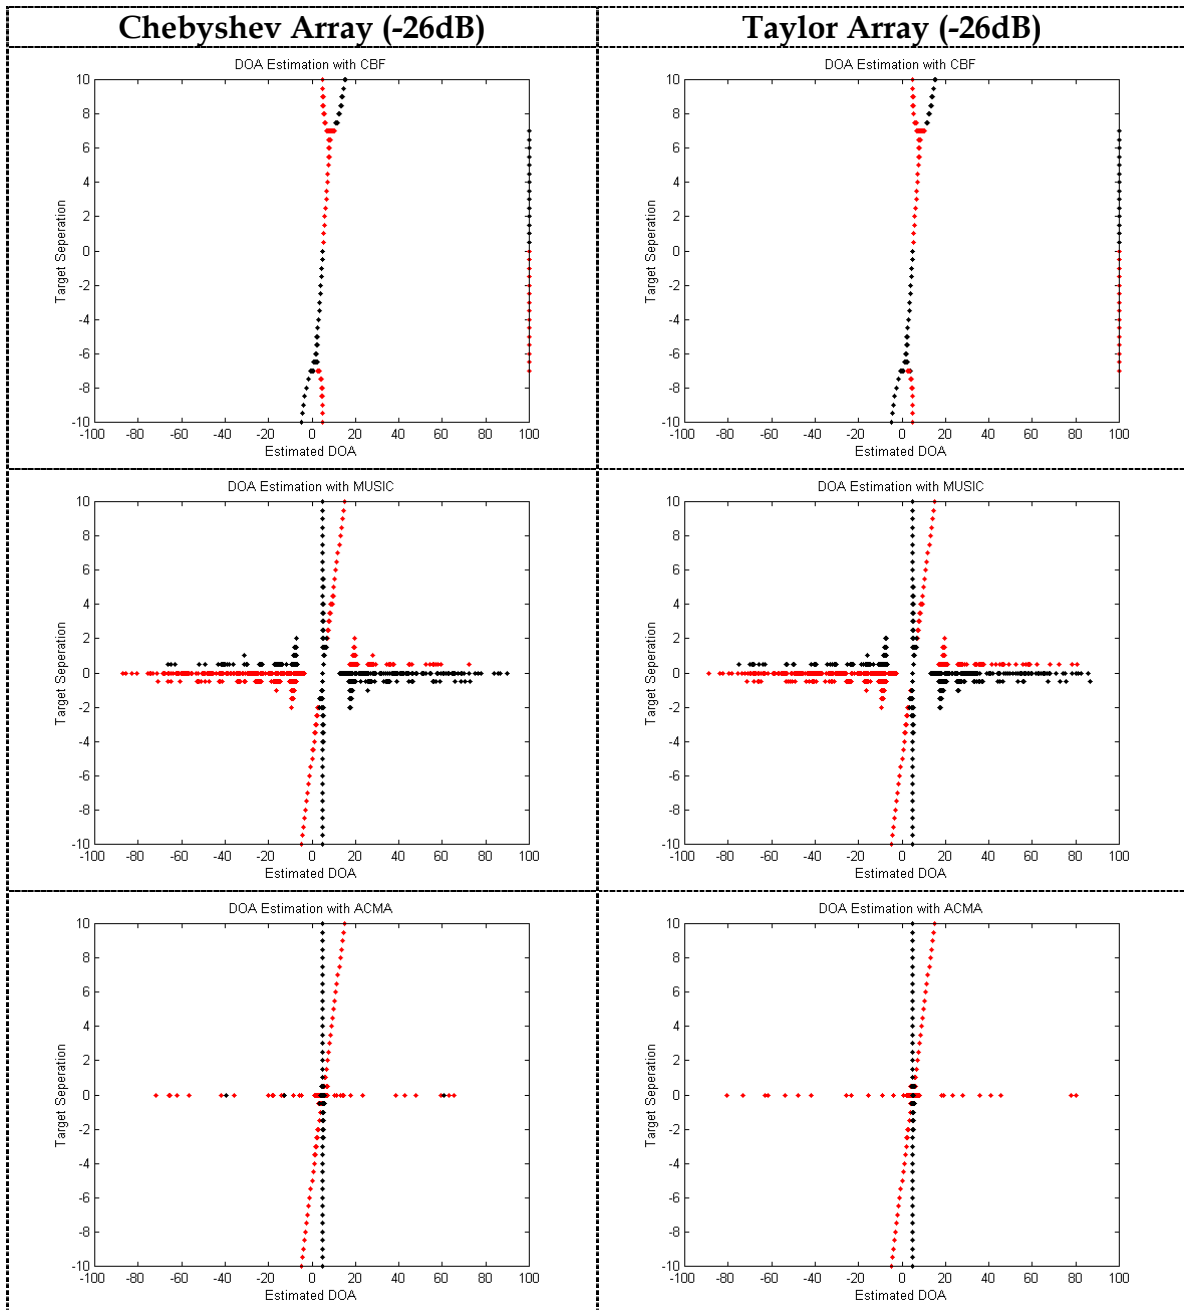 Chebyshev Array (-26dB)
Taylor Array (-26dB)
DOA Estimation with CBF
10
8
6
4
2
0
-2
-4
-6
-8
-10
Target Seperation
-100 -80 -60 -40 -20 0 20 40 60 80 100
Estimated DOA
DOA Estimation with CBF
10
8
6
4
2
0
-2
-4
-6
-8
-10
Target Seperation
-100 -80 -60 -40 -20 0 20 40 60 80 100
Estimated DOA
DOA Estimation with MUSIC
10
8
6
4
2
0
-2
-4
-6
-8
-10
Target Seperation
-100 -80 -60 -40 -20 0 20 40 60 80 100
Estimated DOA
DOA Estimation with MUSIC
10
8
6
4
2
0
-2
-4
-6
-8
-10
Target Seperation
-100 -80 -60 -40 -20 0 20 40 60 80 100
Estimated DOA
DOA Estimation with ACMA
10
8
6
4
2
0
-2
-4
-6
-8
-10
Target Seperation
-100 -80 -60 -40 -20 0 20 40 60 80 100
Estimated DOA
DOA Estimation with ACMA
10
8
6
4
2
0
-2
-4
-6
-8
-10
Target Seperation
-100 -80 -60 -40 -20 0 20 40 60 80 100
Estimated DOA